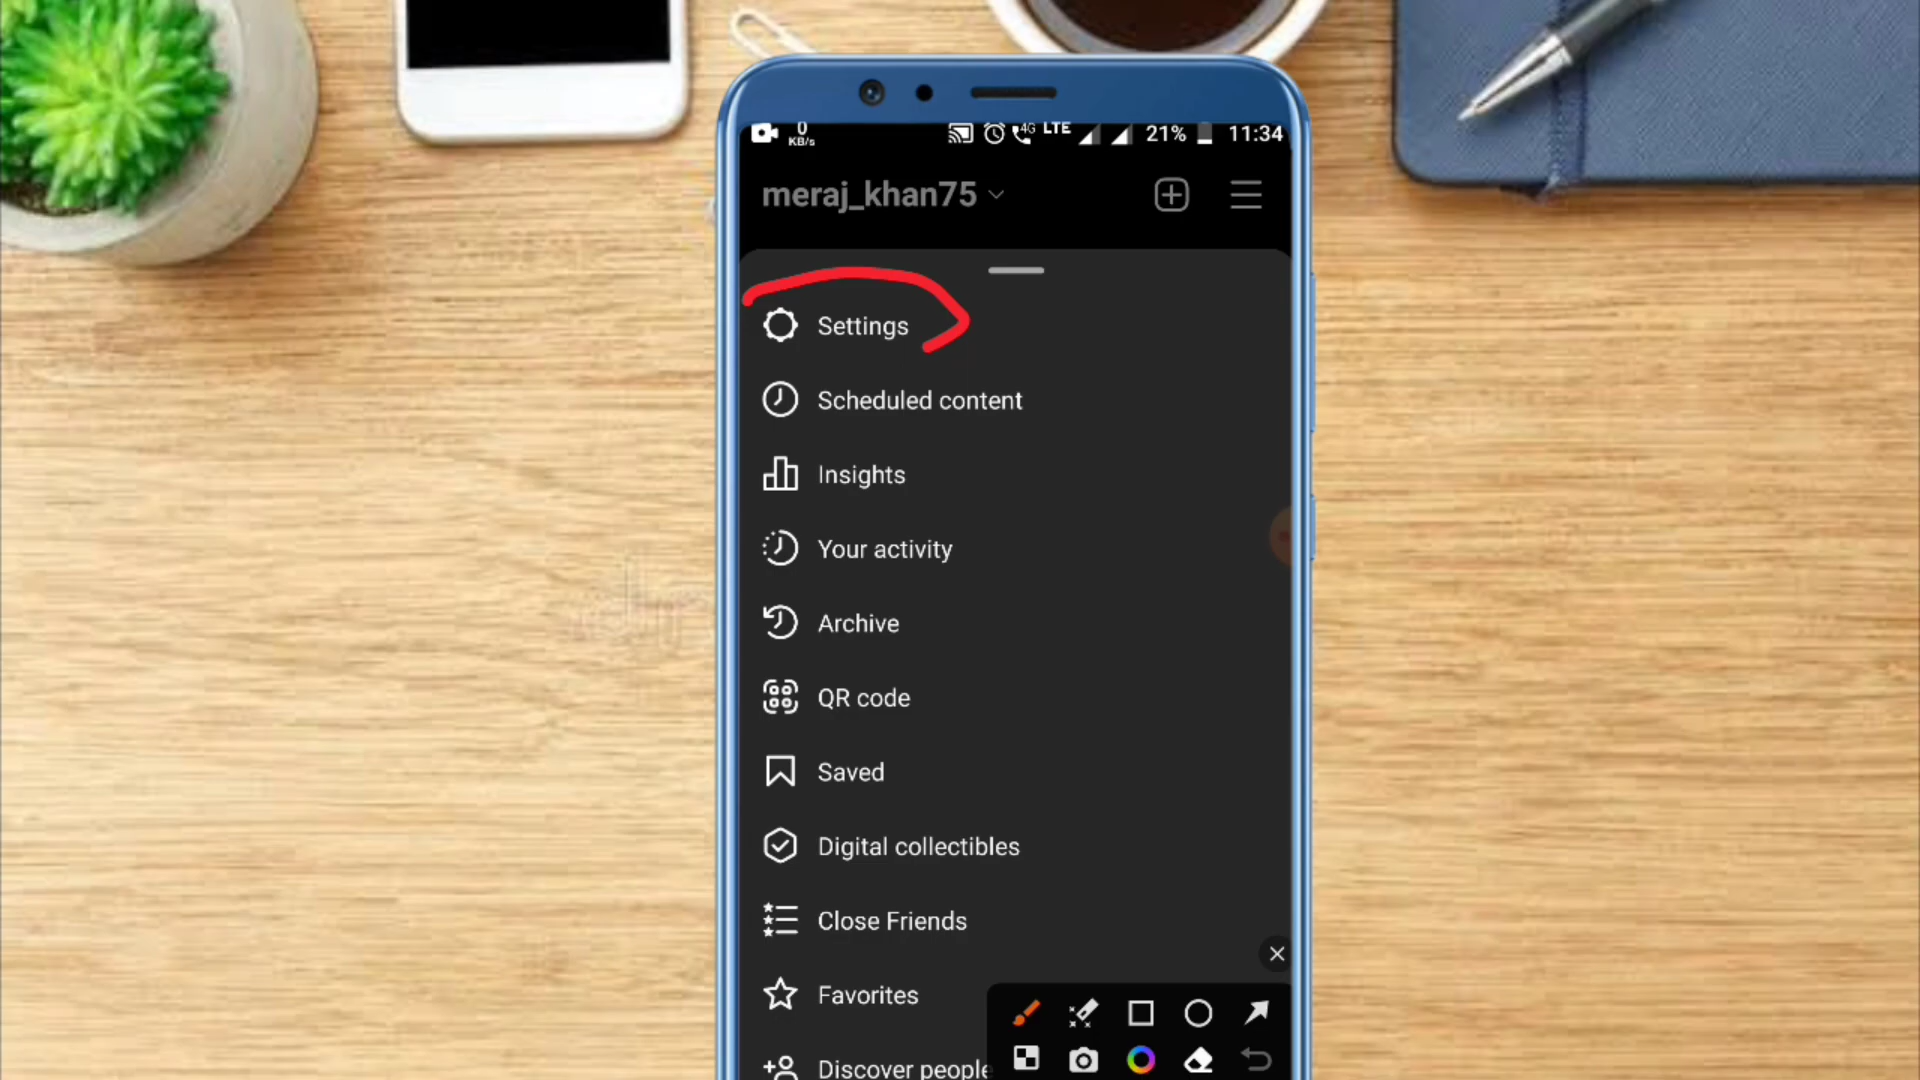 0
KB/s
4G LTE 21% 11:34
meraj_khan75
Settings
Scheduled content
Insights
Your activity
Archive
QR code
Saved
Digital collectibles
Close Friends
Favorites
Discover people